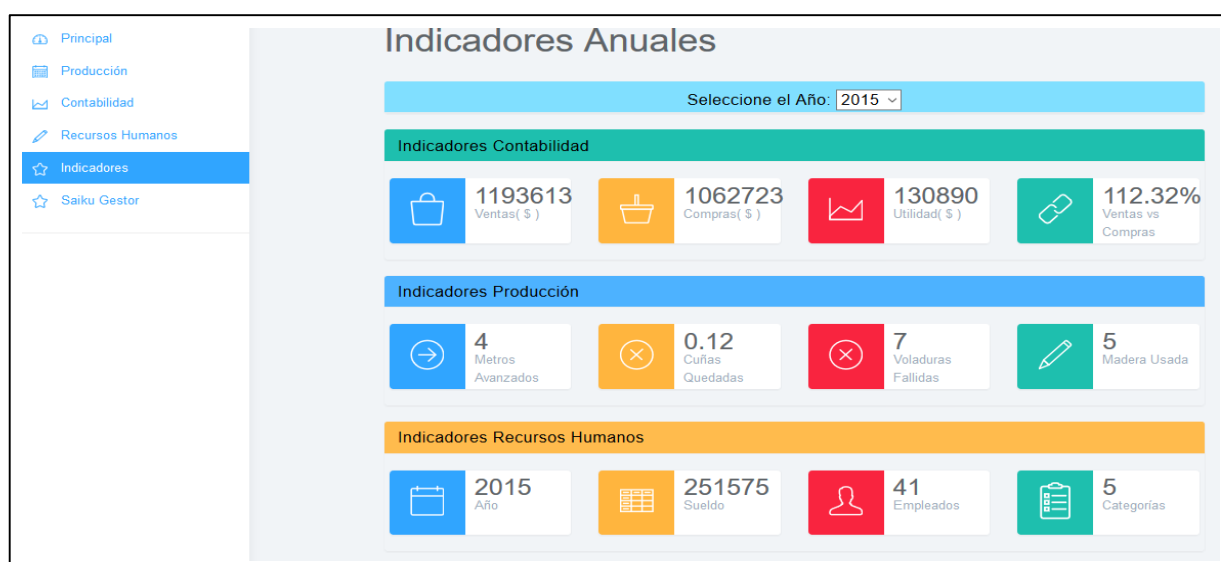 Principal
Producción
Contabilidad
Recursos Humanos
Indicadores
Saiku Gestor
Indicadores Anuales
Seleccione el Año: 2015
Indicadores Contabilidad
1193613
Ventas( $ )
1062723
Compras( $ )
130890
Utilidad( $ )
112.32%
Ventas vs
Compras
Indicadores Producción
4
Metros
Avanzados
0.12
Cuñas
Quedadas
7
Voladuras
Fallidas
5
Madera Usada
Indicadores Recursos Humanos
2015
Año
251575
Sueldo
41
Empleados
5
Categorías